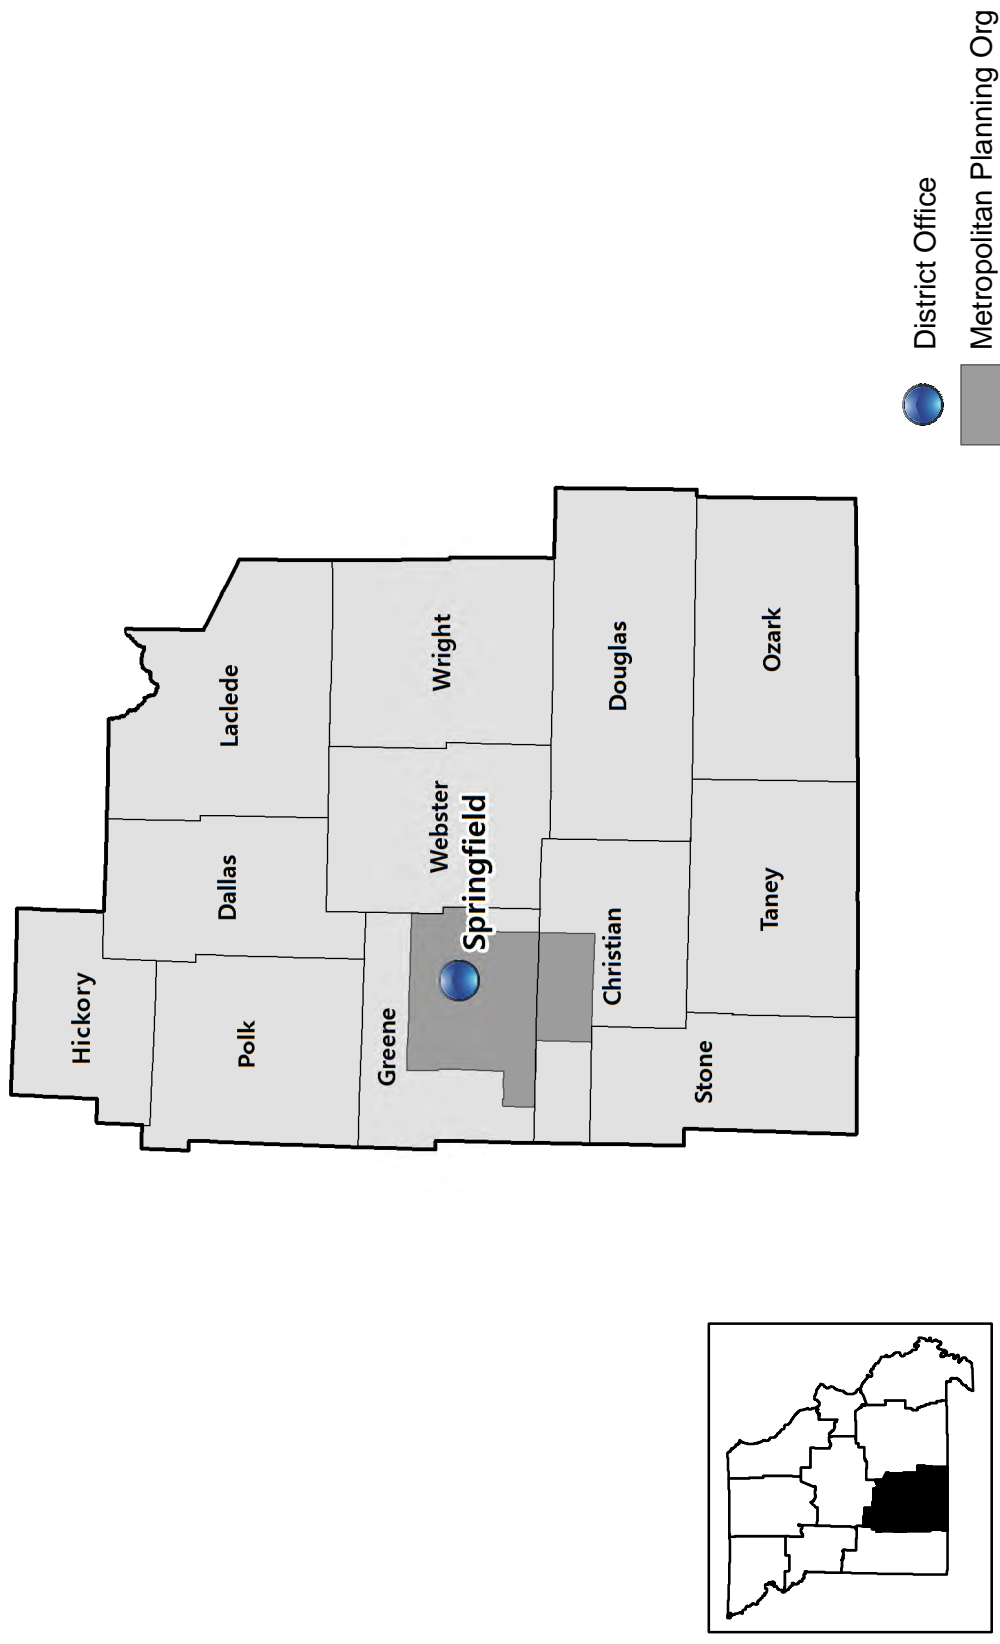 Hickory
Polk
Dallas
Laclede
Greene
Webster
Wright
Springfield
Christian
Douglas
Stone
Taney
Ozark
District Office
Metropolitan Planning Org